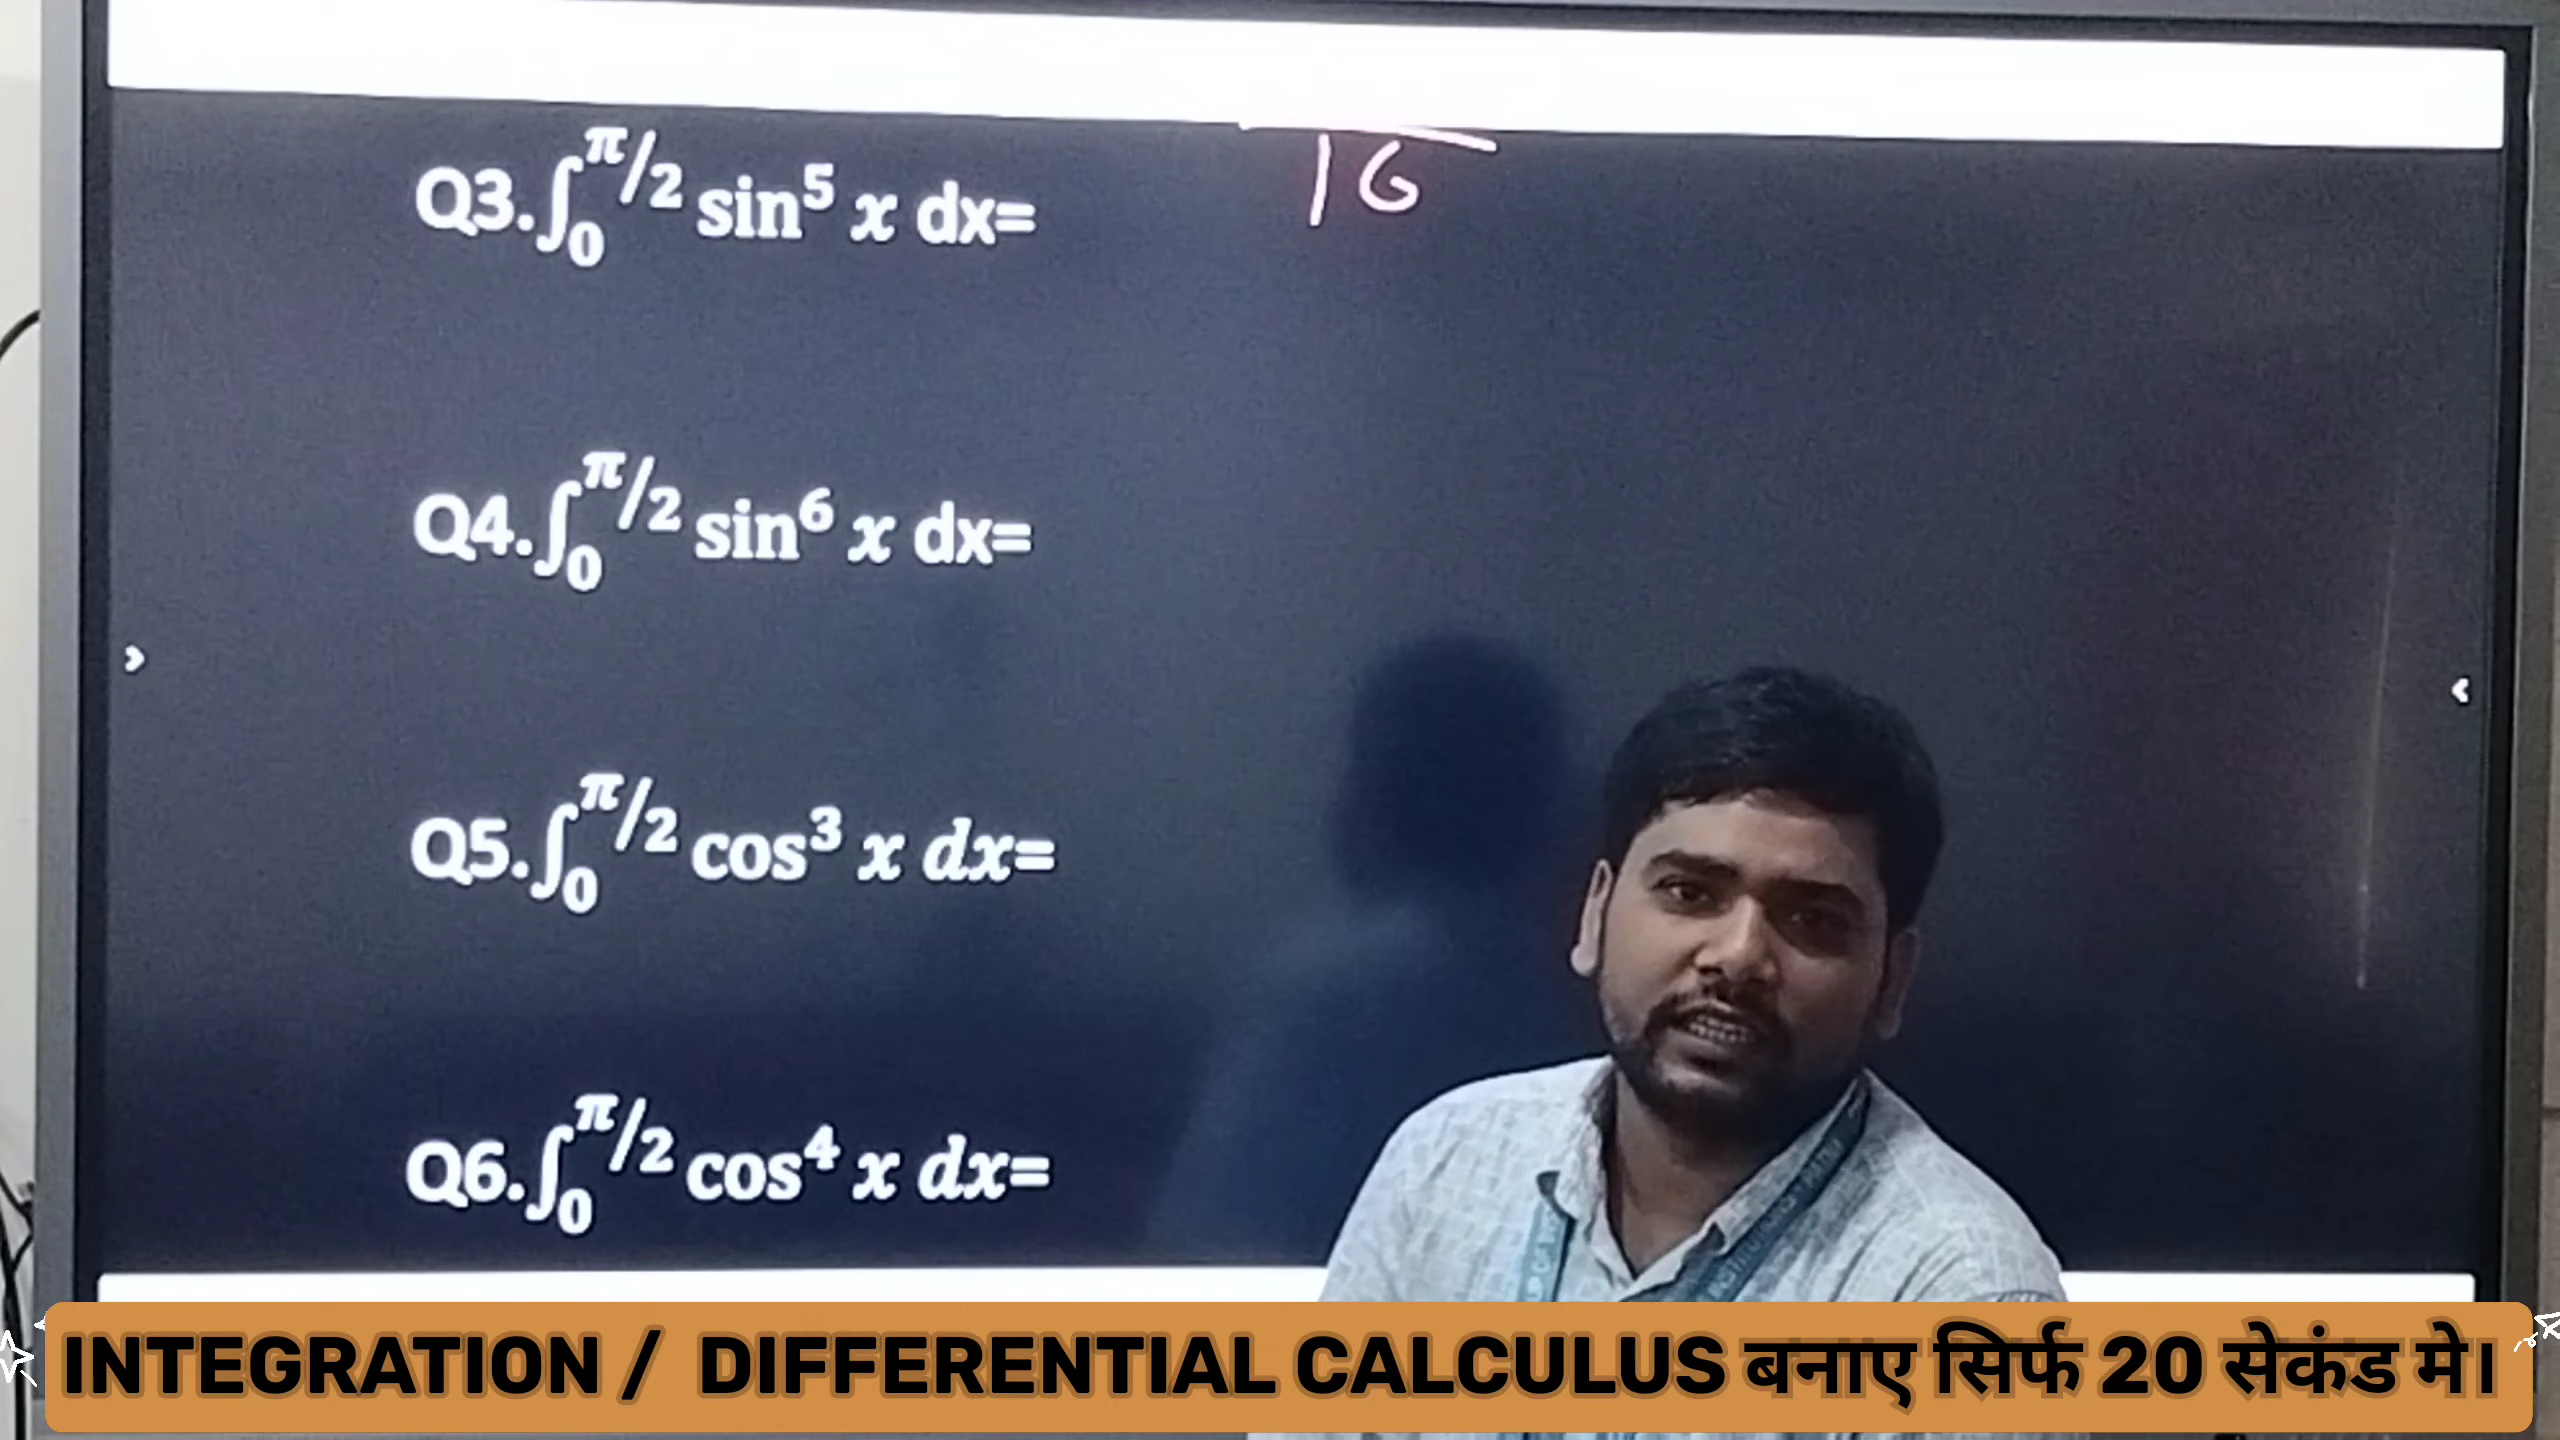 16
Q3.∫₀^π/2 sin⁵ x dx=
Q4.∫₀^π/2 sin⁶ x dx=
Q5.∫₀^π/2 cos³ x dx=
Q6.∫₀^π/2 cos⁴ x dx=
INTEGRATION / DIFFERENTIAL CALCULUS बनाए सिर्फ 20 सेकंड मे।